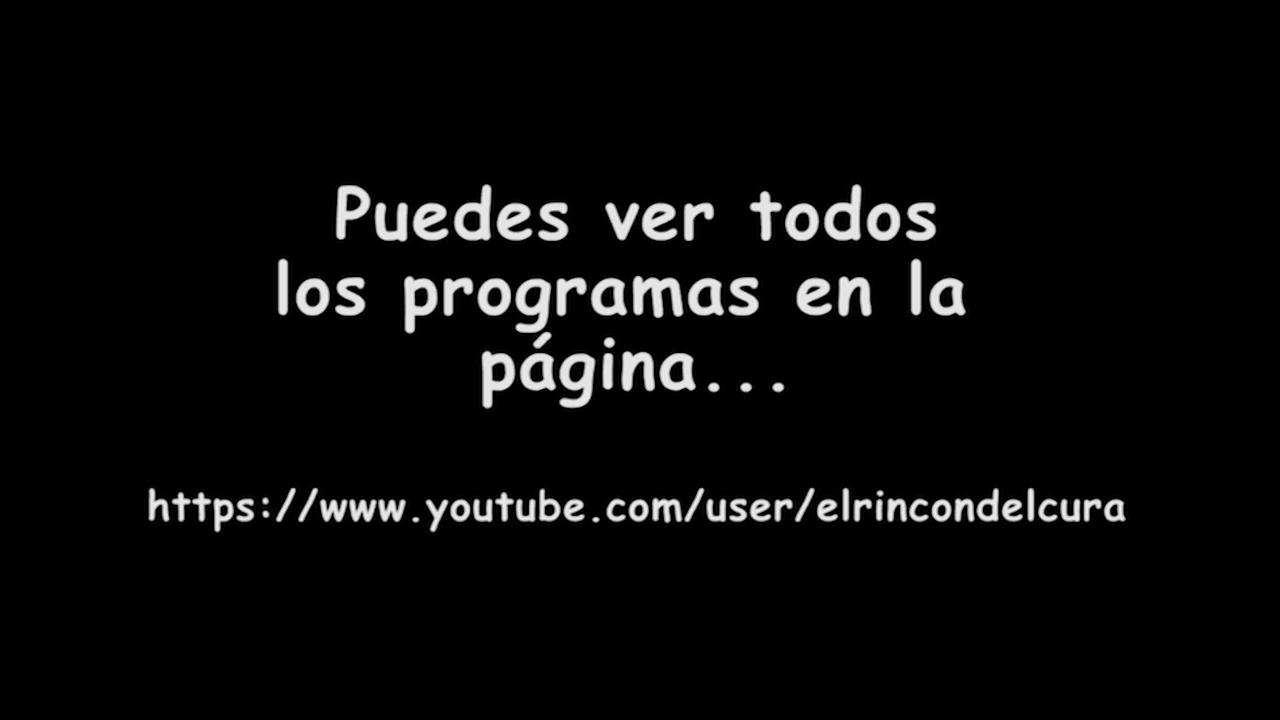 Puedes ver todos
los programas en la
página...
https://www.youtube.com/user/elrincondelcura